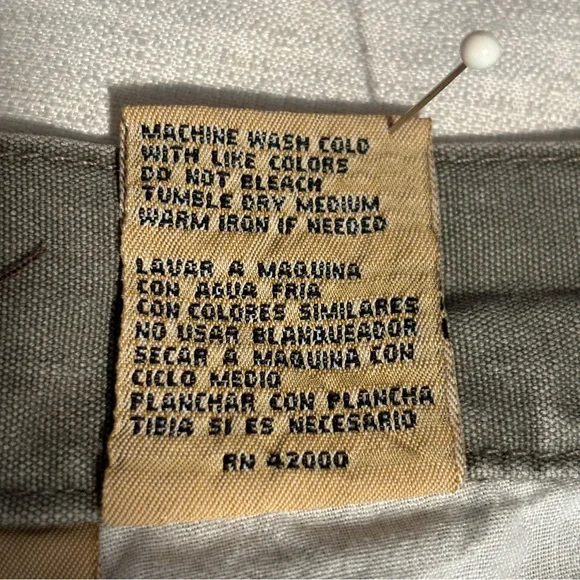 MACHINE WASH COLD
WITH LIKE COLORS
DO NOT BLEACH
TUMBLE DRY MEDIUM
WARM IRON IF NEEDED
LAVAR A MAQUINA
CON AGUA FRIA
CON COLORES SIMILARES
NO USAR BLANQUEADOR
SECAR A MAQUINA CON
CICLO MEDIO
PLANCHAR CON PLANCHA
TIBIA SI ES NECESARIO
RN 42000